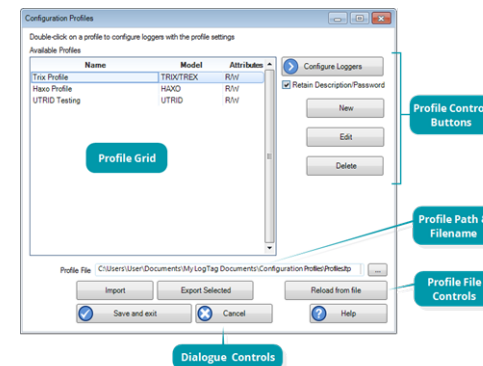 Configuration Profiles
Double-click on a profile to configure loggers with the profile settings
Available Profiles
Name Model Attributes
Trix Profile TRIX/TREX R/W
Haxo Profile HAXO R/W
UTRID Testing UTRID R/W
Configure Loggers
Retain Description/Password
New
Edit
Delete
Profile Contro
Buttons
Profile Grid
Profile Path &
Filename
Profile File C:\Users\User\Documents\My LogTag Documents\Configuration Profiles\Profiles.ltp ...
Import Export Selected Reload from file
Profile File
Controls
Save and exit Cancel Help
Dialogue Controls